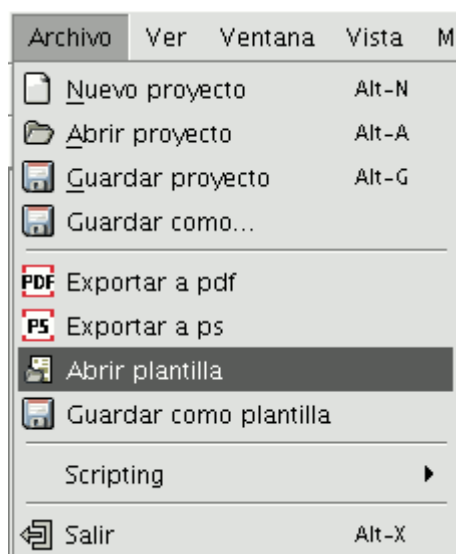 Archivo Ver Ventana Vista M
Nuevo proyecto Alt-N
Abrir proyecto Alt-A
Guardar proyecto Alt-G
Guardar como...
PDF Exportar a pdf
PS Exportar a ps
Abrir plantilla
Guardar como plantilla
Scripting
Salir Alt-X